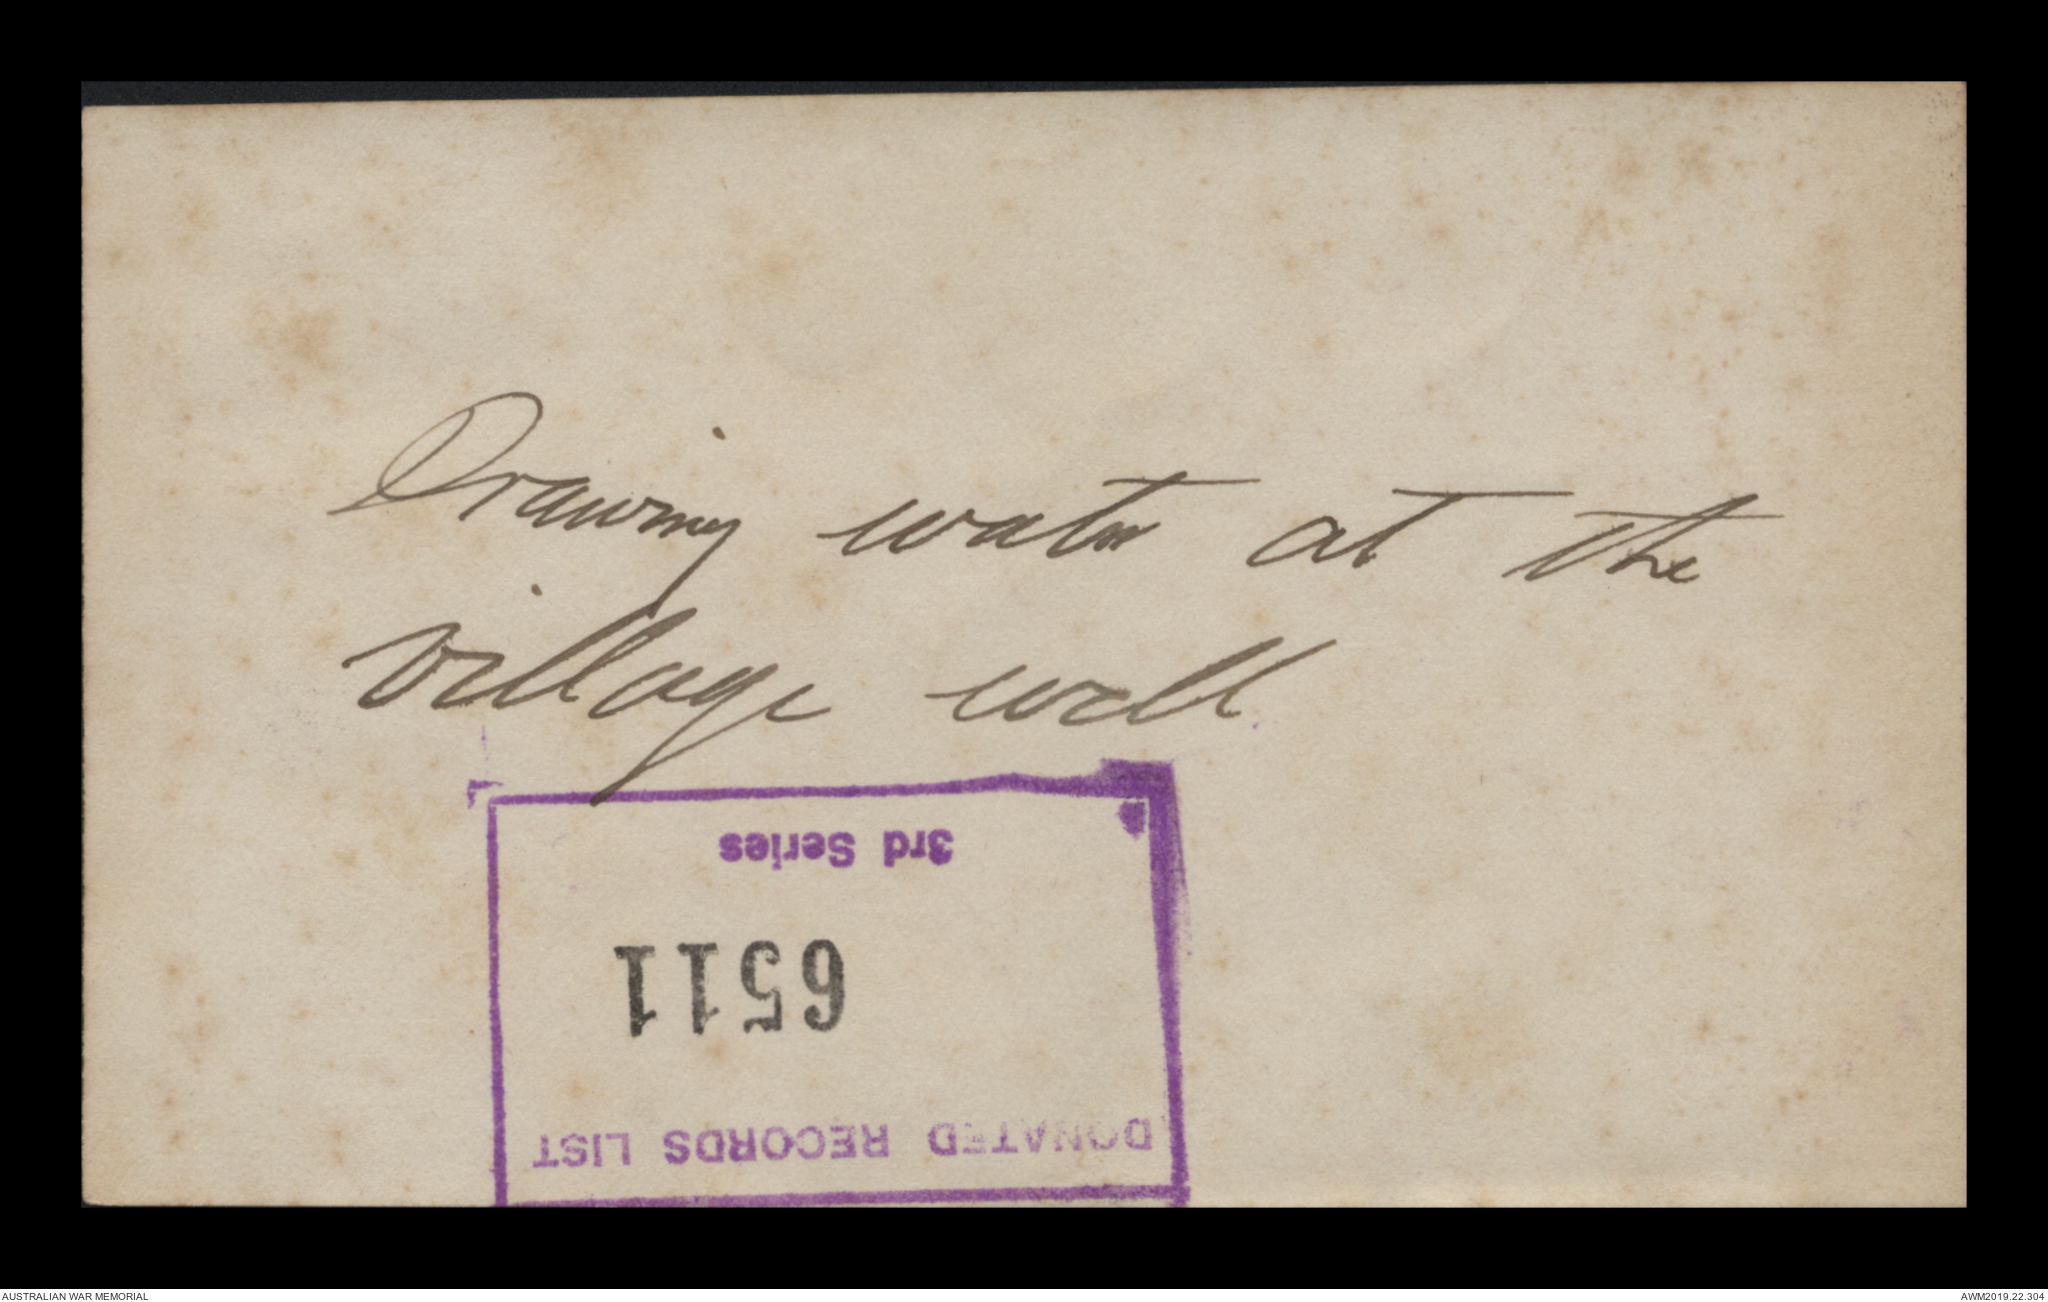 Drawing water at the
village well
3rd Series
6511
DONATED RECORDS LIST
AUSTRALIAN WAR MEMORIAL
AWM2019.22.304